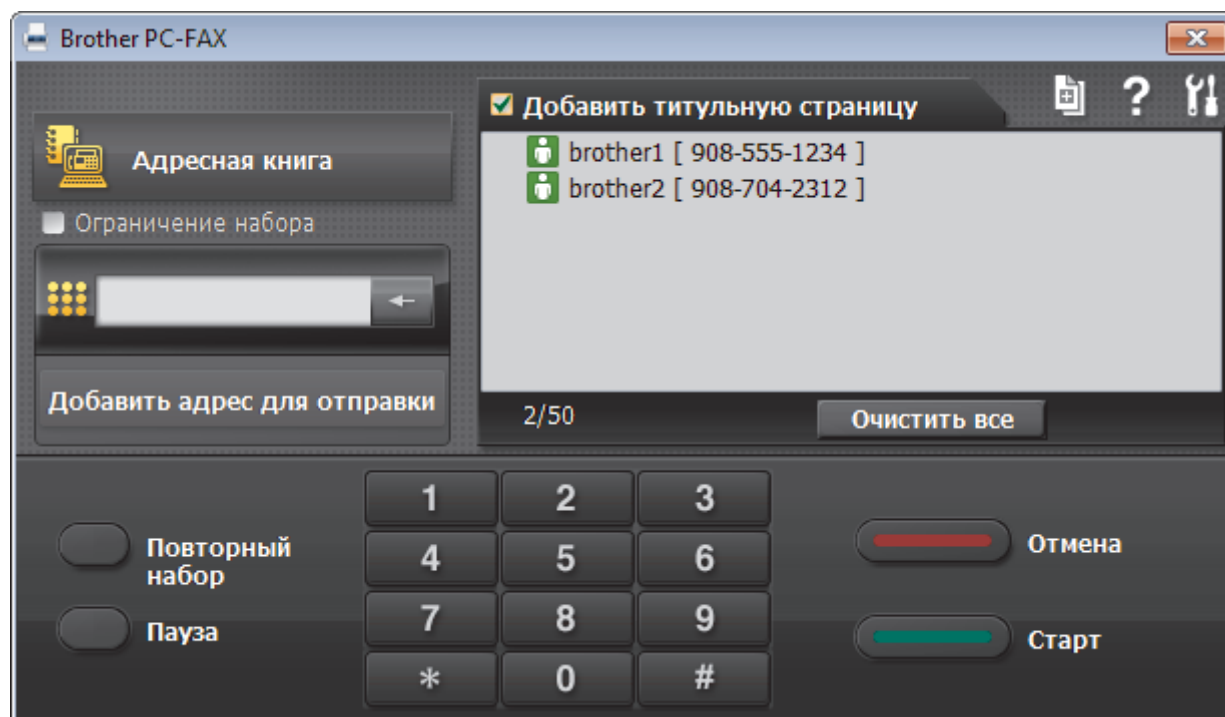 Brother PC-FAX
Адресная книга
Ограничение набора
Добавить адрес для отправки
Добавить титульную страницу
?
brother1 [ 908-555-1234 ]
brother2 [ 908-704-2312 ]
2/50
Очистить все
Повторный
набор
Пауза
1 2 3
4 5 6
7 8 9
* 0 #
Отмена
Старт